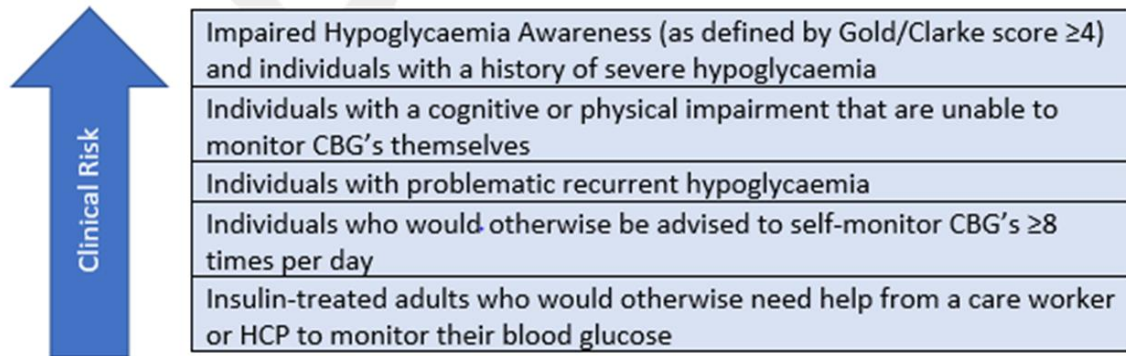 Clinical Risk
Impaired Hypoglycaemia Awareness (as defined by Gold/Clarke score ≥4)
and individuals with a history of severe hypoglycaemia
Individuals with a cognitive or physical impairment that are unable to
monitor CBG's themselves
Individuals with problematic recurrent hypoglycaemia
Individuals who would otherwise be advised to self-monitor CBG's ≥8
times per day
Insulin-treated adults who would otherwise need help from a care worker
or HCP to monitor their blood glucose